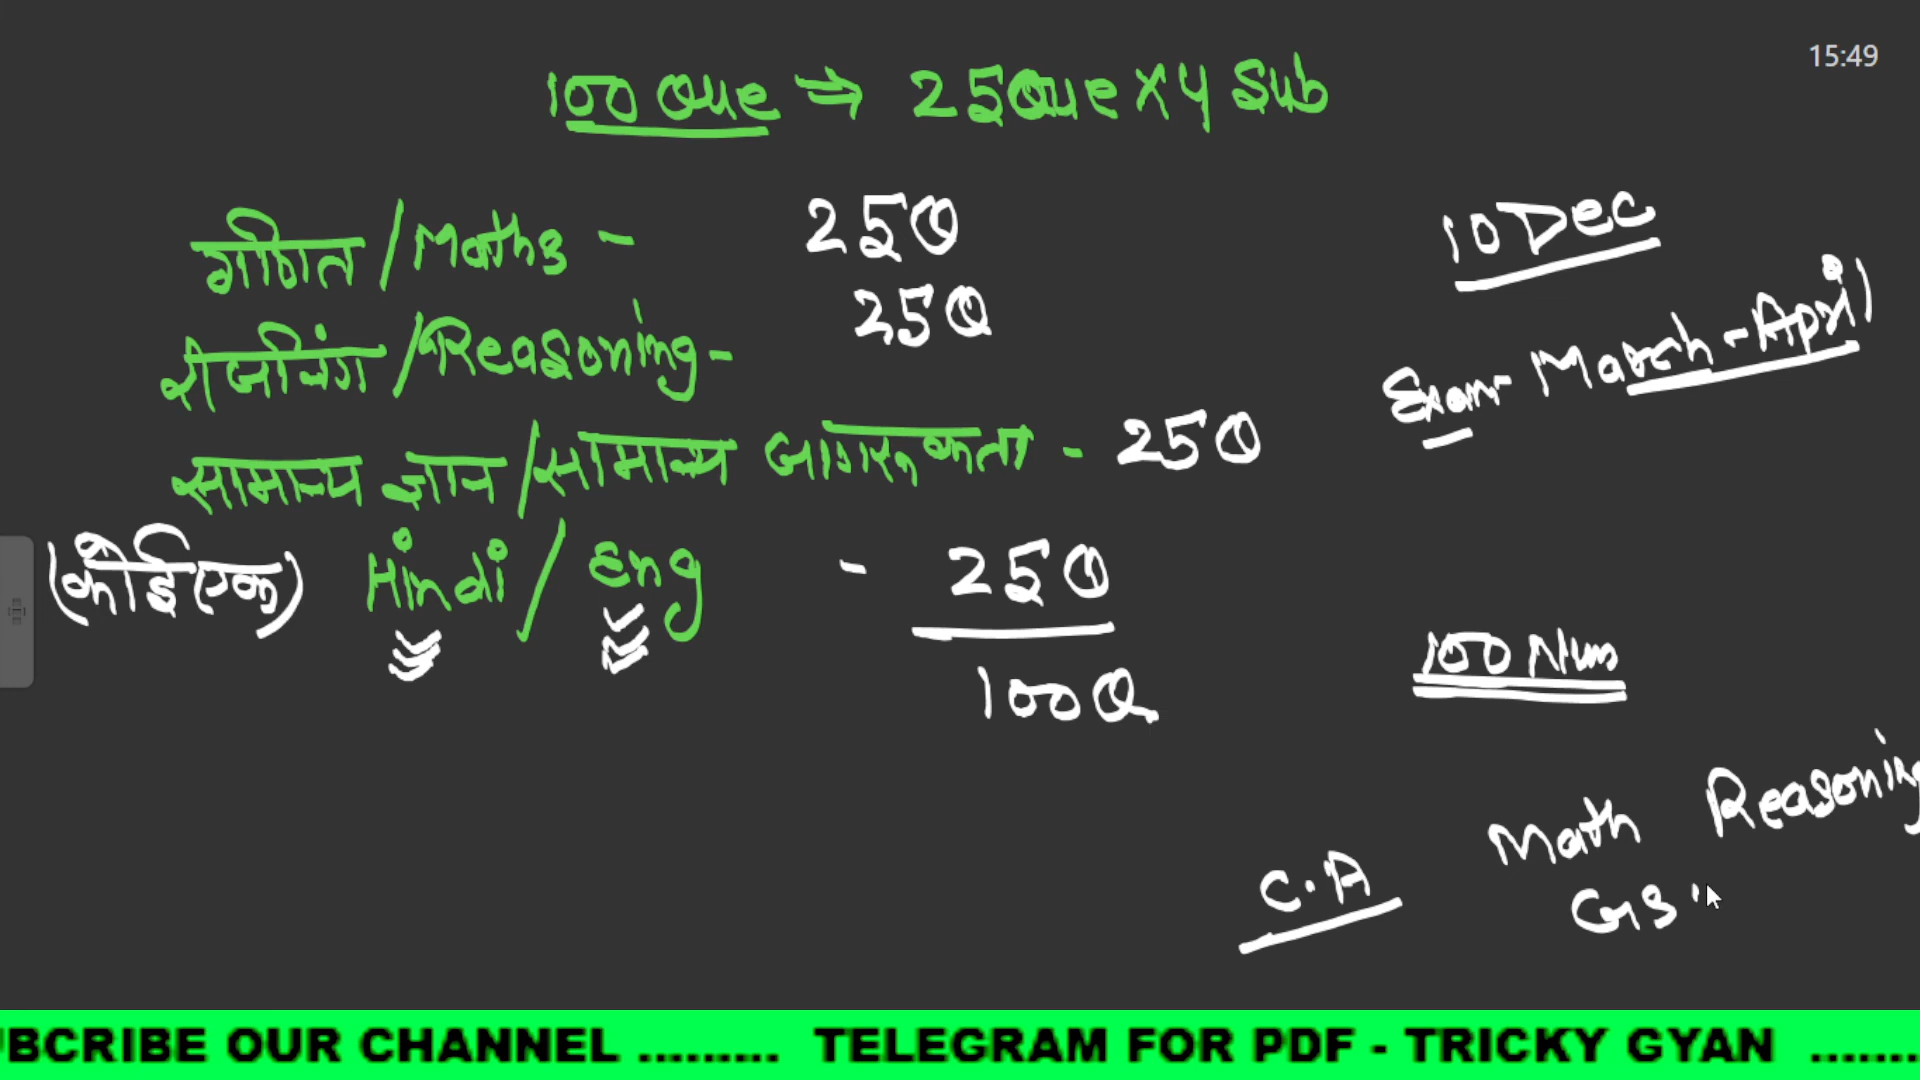 15:49
100 Que ⇒ 25Que X 4 Sub
गणित/Maths - 25Q
10 Dec
रीजनिंग/Reasoning - 25Q
Exam - March - April
सामान्य ज्ञान/सामान्य जागरूकता - 25Q
(कोई एक) Hindi/Eng - 25Q
100Q
100 Num
Math Reasoning
C.A GS
BCRIBE OUR CHANNEL ......... TELEGRAM FOR PDF - TRICKY GYAN .......